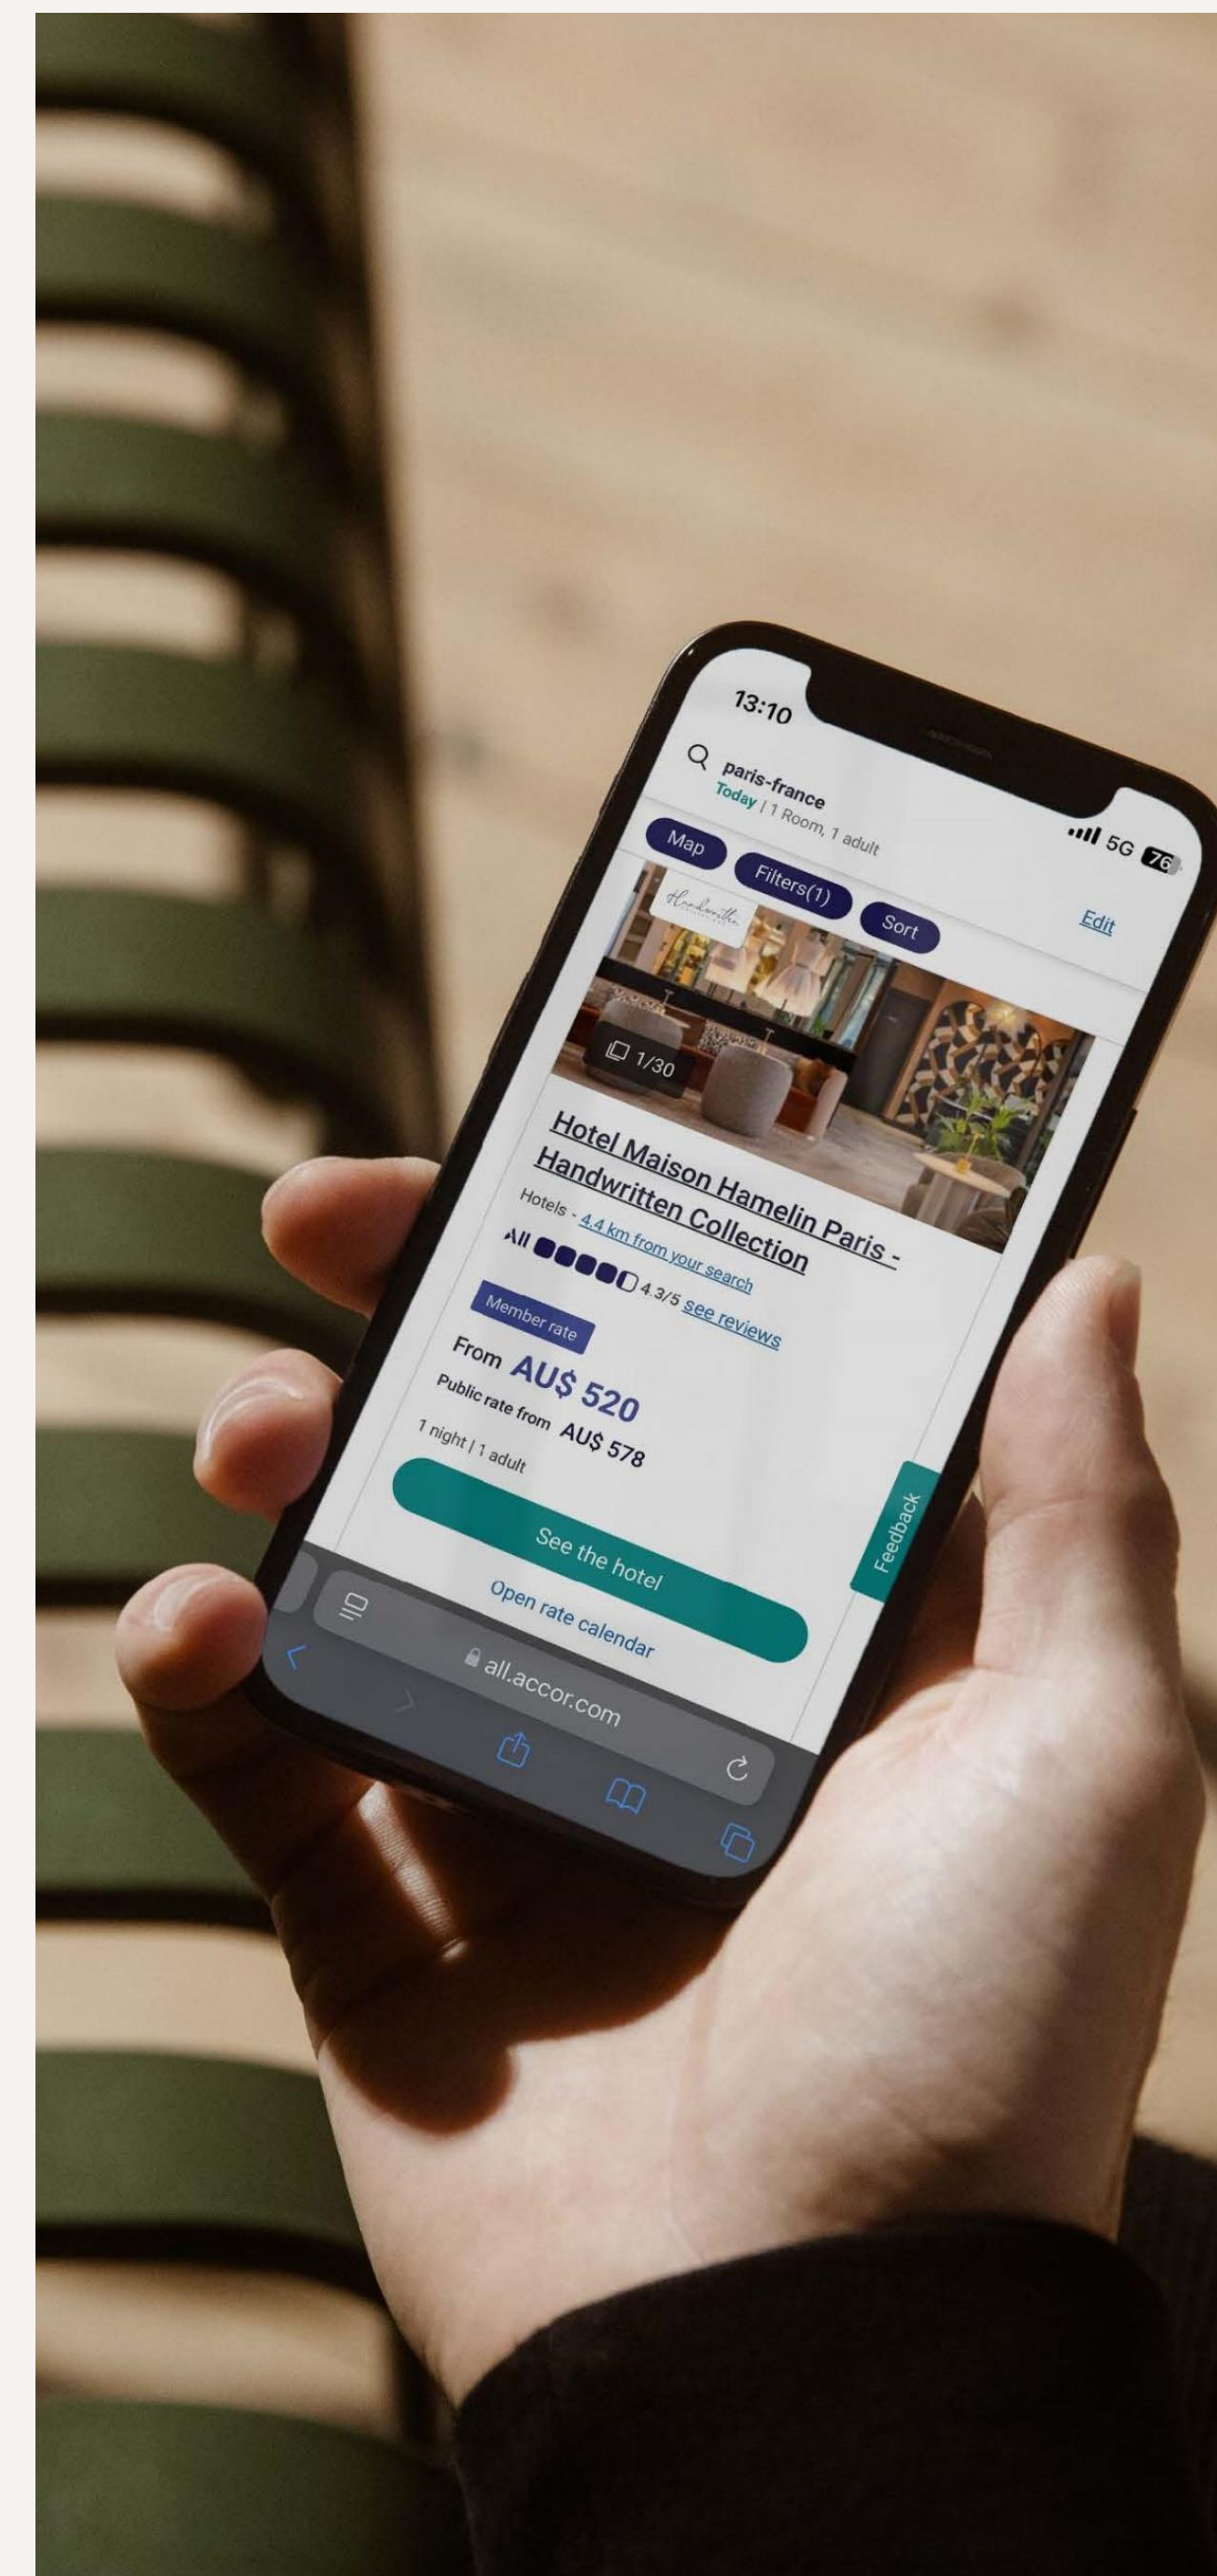 13:10
5G 76
paris-france
Today | 1 Room, 1 adult
Edit
Map
Filters(1)
Sort
Handwritten
1/30
Hotel Maison Hamelin Paris -
Handwritten Collection
Hotels - 4.4 km from your search
All 4.3/5 see reviews
Member rate
From AU$ 520
Public rate from AU$ 578
1 night | 1 adult
See the hotel
Feedback
Open rate calendar
all.accor.com